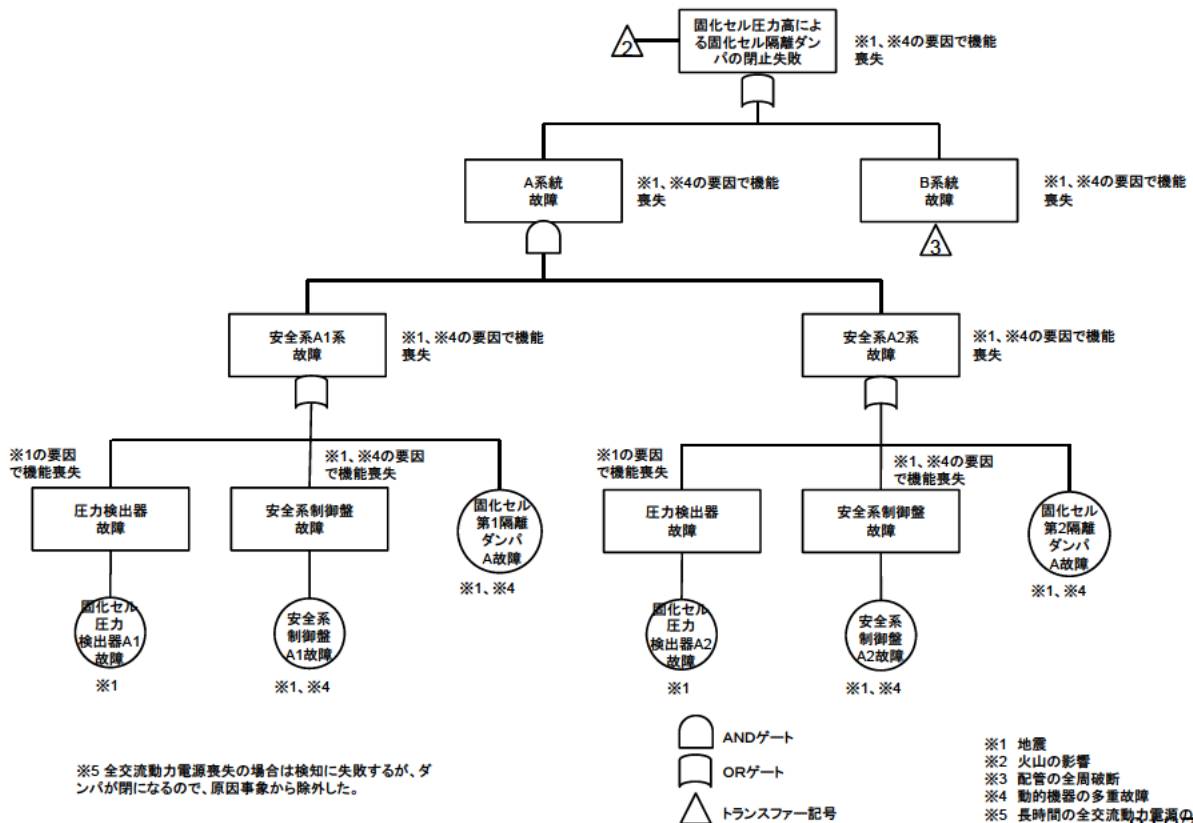 2
固化セル圧力高によ
る固化セル隔離ダン
パの閉止失敗
※1、※4の要因で機能
喪失
A系統
故障
※1、※4の要因で機能
喪失
B系統
故障
※1、※4の要因で機能
喪失
3
安全系A1系
故障
※1、※4の要因で機能
喪失
安全系A2系
故障
※1、※4の要因で機能
喪失
※1の要因
で機能喪失
※1、※4の要因
で機能喪失
圧力検出器
故障
安全系制御盤
故障
固化セル
第1隔離
ダンパ
A故障
※1、※4
※1の要因
で機能喪失
※1、※4の要因
で機能喪失
圧力検出器
故障
安全系制御盤
故障
固化セル
第2隔離
ダンパ
A故障
※1、※4
固化セル
圧力
検出器A1
故障
※1
安全系
制御盤
A1故障
※1、※4
固化セル
圧力
検出器A2
故障
※1
安全系
制御盤
A2故障
※1、※4
※5 全交流動力電源喪失の場合は検知に失敗するが、ダ
ンパが閉になるので、原因事象から除外した。
ANDゲート
ORゲート
トランスファー記号
※1 地震
※2 火山の影響
※3 配管の全周破断
※4 動的機器の多重故障
※5 長時間の全交流動力電源の